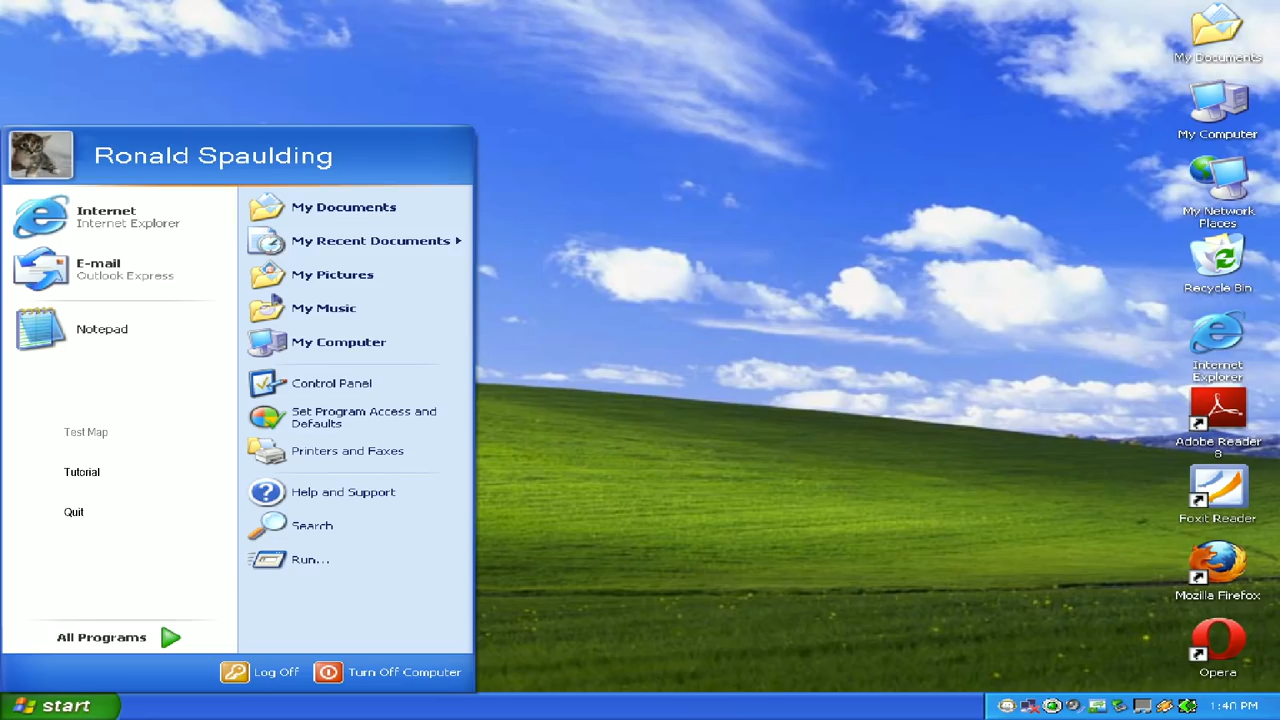 Ronald Spaulding
Internet
Internet Explorer
E-mail
Outlook Express
Notepad
Test Map
Tutorial
Quit
All Programs
My Documents
My Recent Documents
My Pictures
My Music
My Computer
Control Panel
Set Program Access and
Defaults
Printers and Faxes
Help and Support
Search
Run...
Log Off
Turn Off Computer
start
My Documents
My Computer
My Network
Places
Recycle Bin
Internet
Explorer
Adobe Reader
8
Foxit Reader
Mozilla Firefox
Opera
1:40 PM